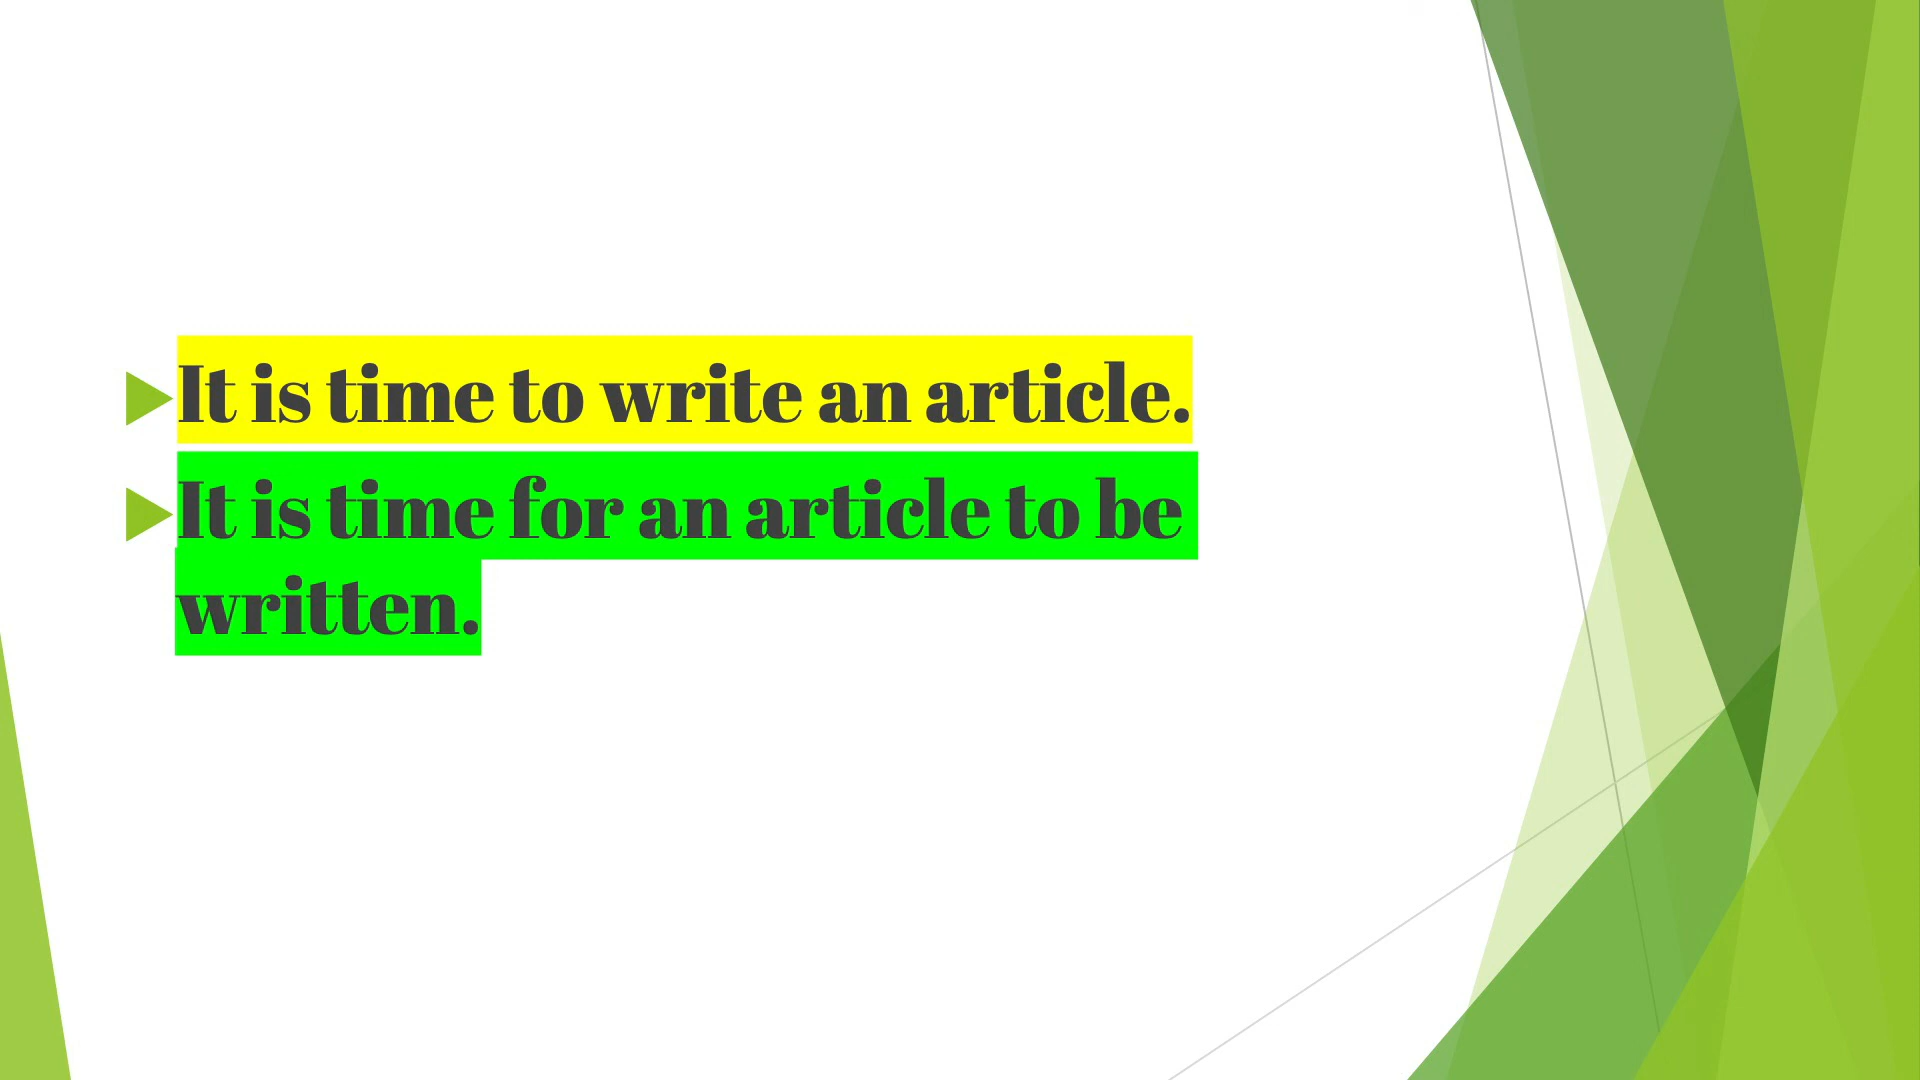 It is time to write an article.
It is time for an article to be
written.